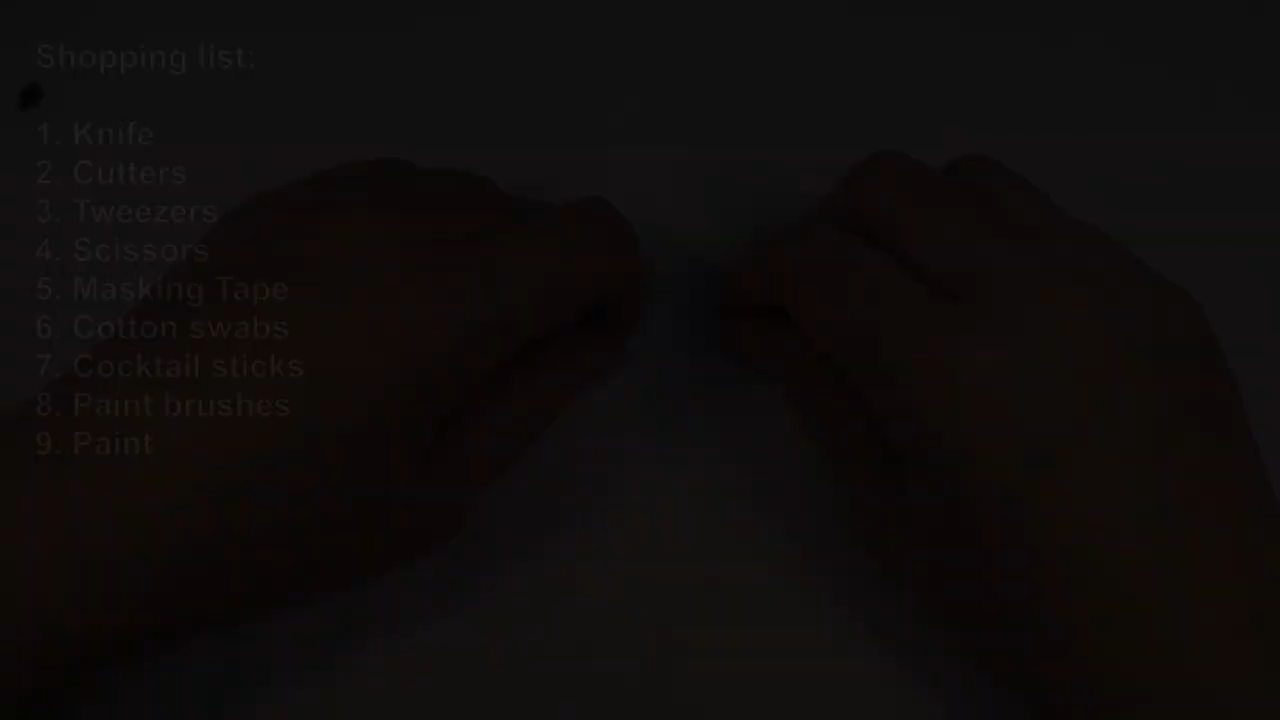 Shopping list:
1. Knife
2. Cutters
3. Tweezers
4. Scissors
5. Masking Tape
6. Cotton swabs
7. Cocktail sticks
8. Paint brushes
9. Paint